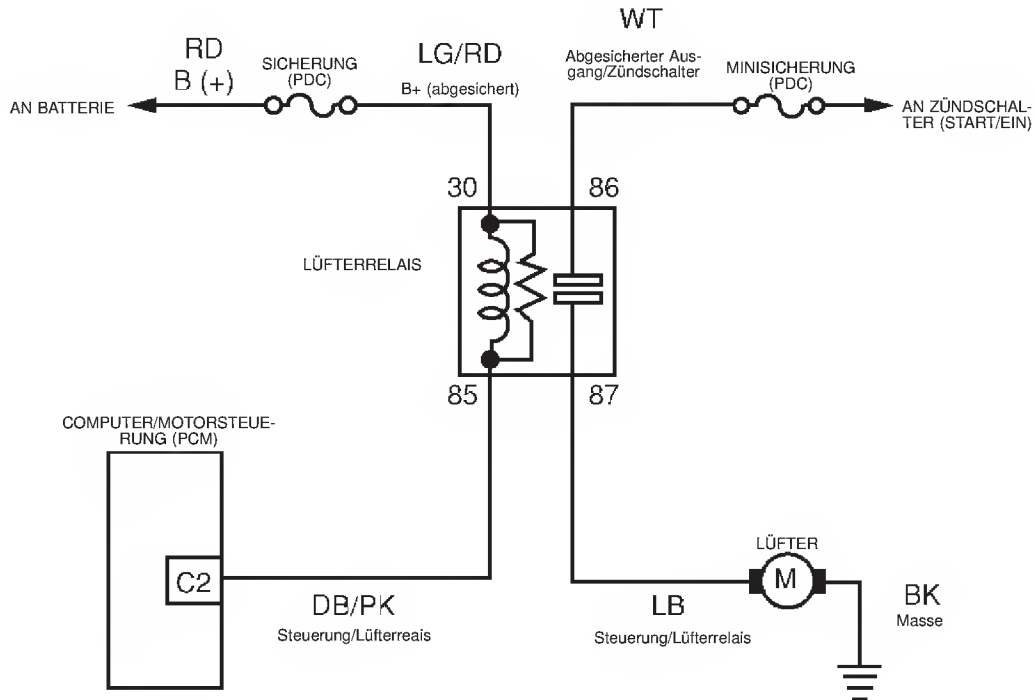 WT
RD
B (+)
SICHERUNG
(PDC)
LG/RD
B+ (abgesichert)
Abgesicherter Aus-
gang/Zündschalter
MINISICHERUNG
(PDC)
AN BATTERIE
AN ZÜNDSCHAL-
TER (START/EIN)
30
86
LÜFTERRELAIS
85
87
COMPUTER/MOTORSTEUE-
RUNG (PCM)
C2
DB/PK
Steuerung/Lüfterreais
LB
Steuerung/Lüfterrelais
LÜFTER
M
BK
Masse